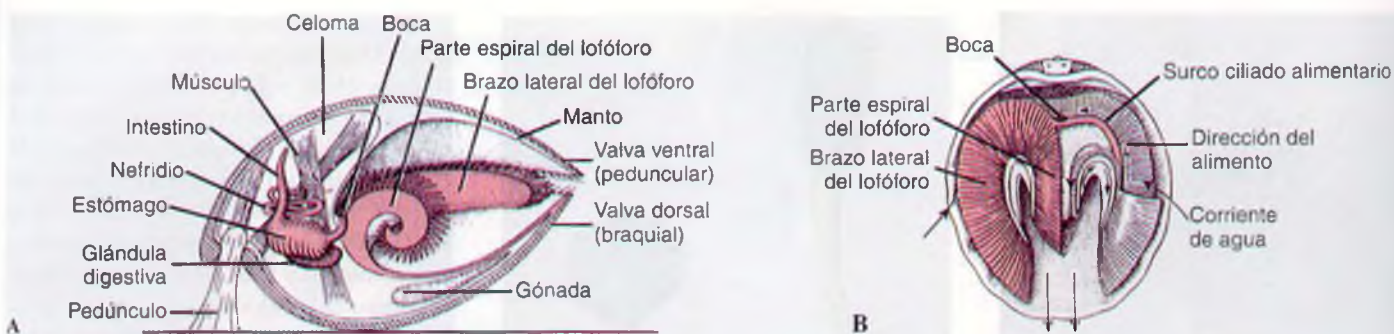 Celoma
Boca
Parte espiral del lofóforo
Brazo lateral del lofóforo
Músculo
Intestino
Nefridio
Estómago
Glándula
digestiva
Pedúnculo
Manto
Valva ventral
(peduncular)
Valva dorsal
(braquial)
Gónada
A
Boca
Surco ciliado alimentario
Parte espiral
del lofóforo
Brazo lateral
del lofóforo
Dirección del
alimento
Corriente
de agua
B